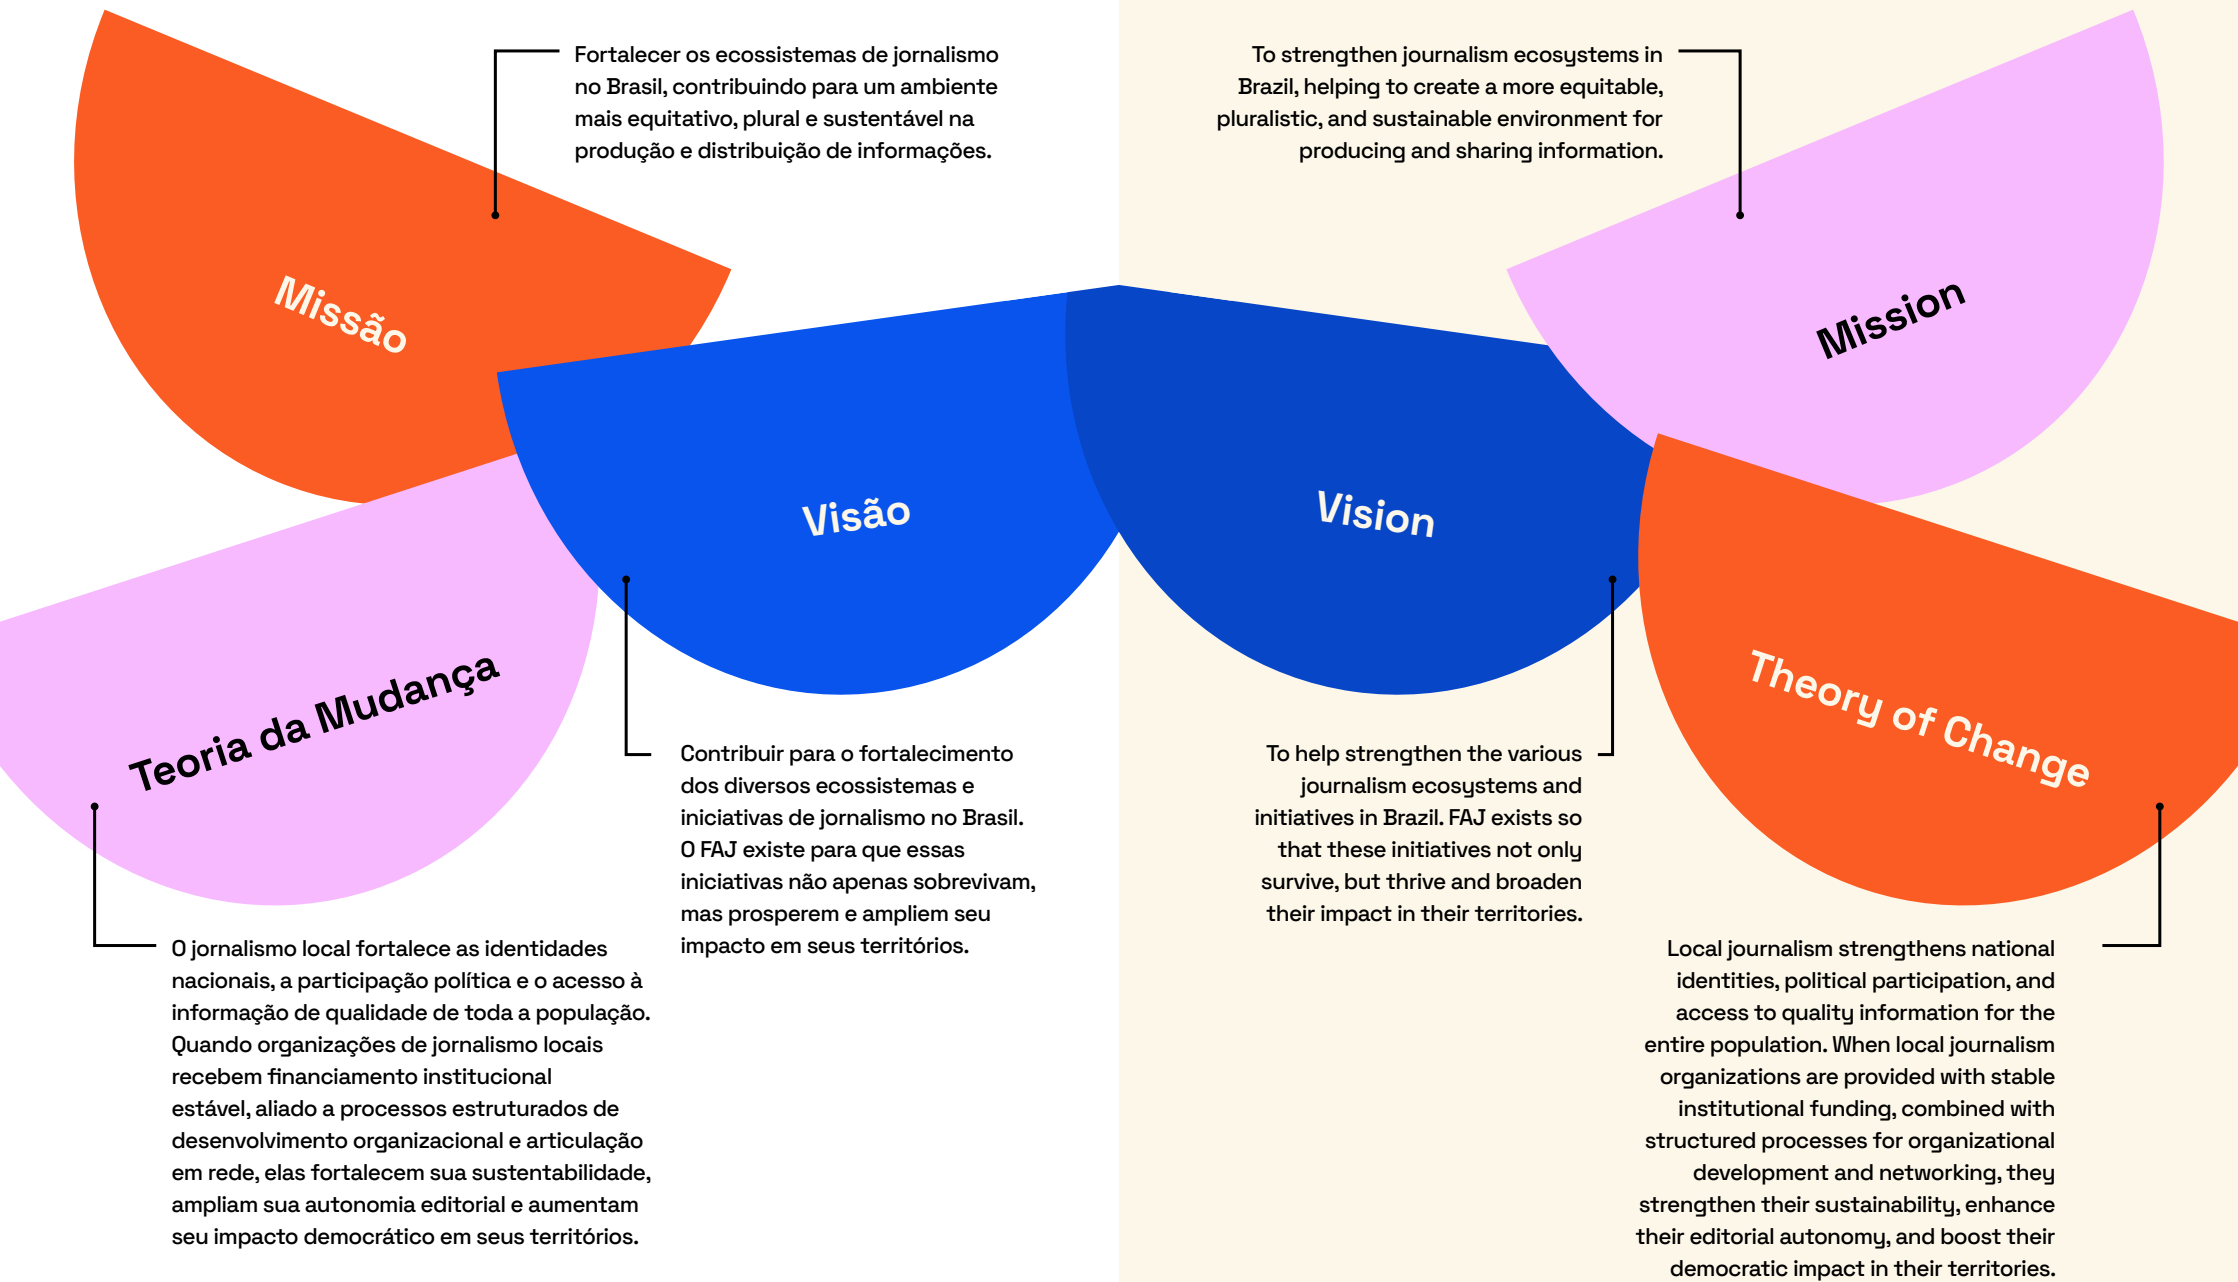 Missão
Fortalecer os ecossistemas de jornalismo
no Brasil, contribuindo para um ambiente
mais equitativo, plural e sustentável na
produção e distribuição de informações.
Visão
Contribuir para o fortalecimento
dos diversos ecossistemas e
iniciativas de jornalismo no Brasil.
O FAJ existe para que essas
iniciativas não apenas sobrevivam,
mas prosperem e ampliem seu
impacto em seus territórios.
Teoria da Mudança
O jornalismo local fortalece as identidades
nacionais, a participação política e o acesso à
informação de qualidade de toda a população.
Quando organizações de jornalismo locais
recebem financiamento institucional
estável, aliado a processos estruturados de
desenvolvimento organizacional e articulação
em rede, elas fortalecem sua sustentabilidade,
ampliam sua autonomia editorial e aumentam
seu impacto democrático em seus territórios.
Mission
To strengthen journalism ecosystems in
Brazil, helping to create a more equitable,
pluralistic, and sustainable environment for
producing and sharing information.
Vision
To help strengthen the various
journalism ecosystems and
initiatives in Brazil. FAJ exists so
that these initiatives not only
survive, but thrive and broaden
their impact in their territories.
Theory of Change
Local journalism strengthens national
identities, political participation, and
access to quality information for the
entire population. When local journalism
organizations are provided with stable
institutional funding, combined with
structured processes for organizational
development and networking, they
strengthen their sustainability, enhance
their editorial autonomy, and boost their
democratic impact in their territories.